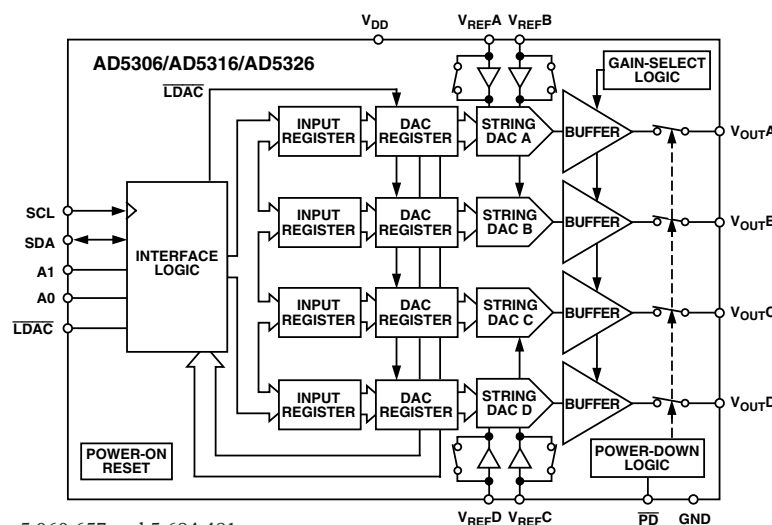 VDD
VREFA VREFB
AD5306/AD5316/AD5326
GAIN-SELECT
LOGIC
LDAC
INPUT
REGISTER
DAC
REGISTER
STRING
DAC A
BUFFER
VOUTA
SCL
SDA
A1
A0
LDAC
INTERFACE
LOGIC
INPUT
REGISTER
DAC
REGISTER
STRING
DAC B
BUFFER
VOUTB
INPUT
REGISTER
DAC
REGISTER
STRING
DAC C
BUFFER
VOUTC
INPUT
REGISTER
DAC
REGISTER
STRING
DAC D
BUFFER
VOUTD
POWER-ON
RESET
POWER-DOWN
LOGIC
VREFD VREFC
PD GND